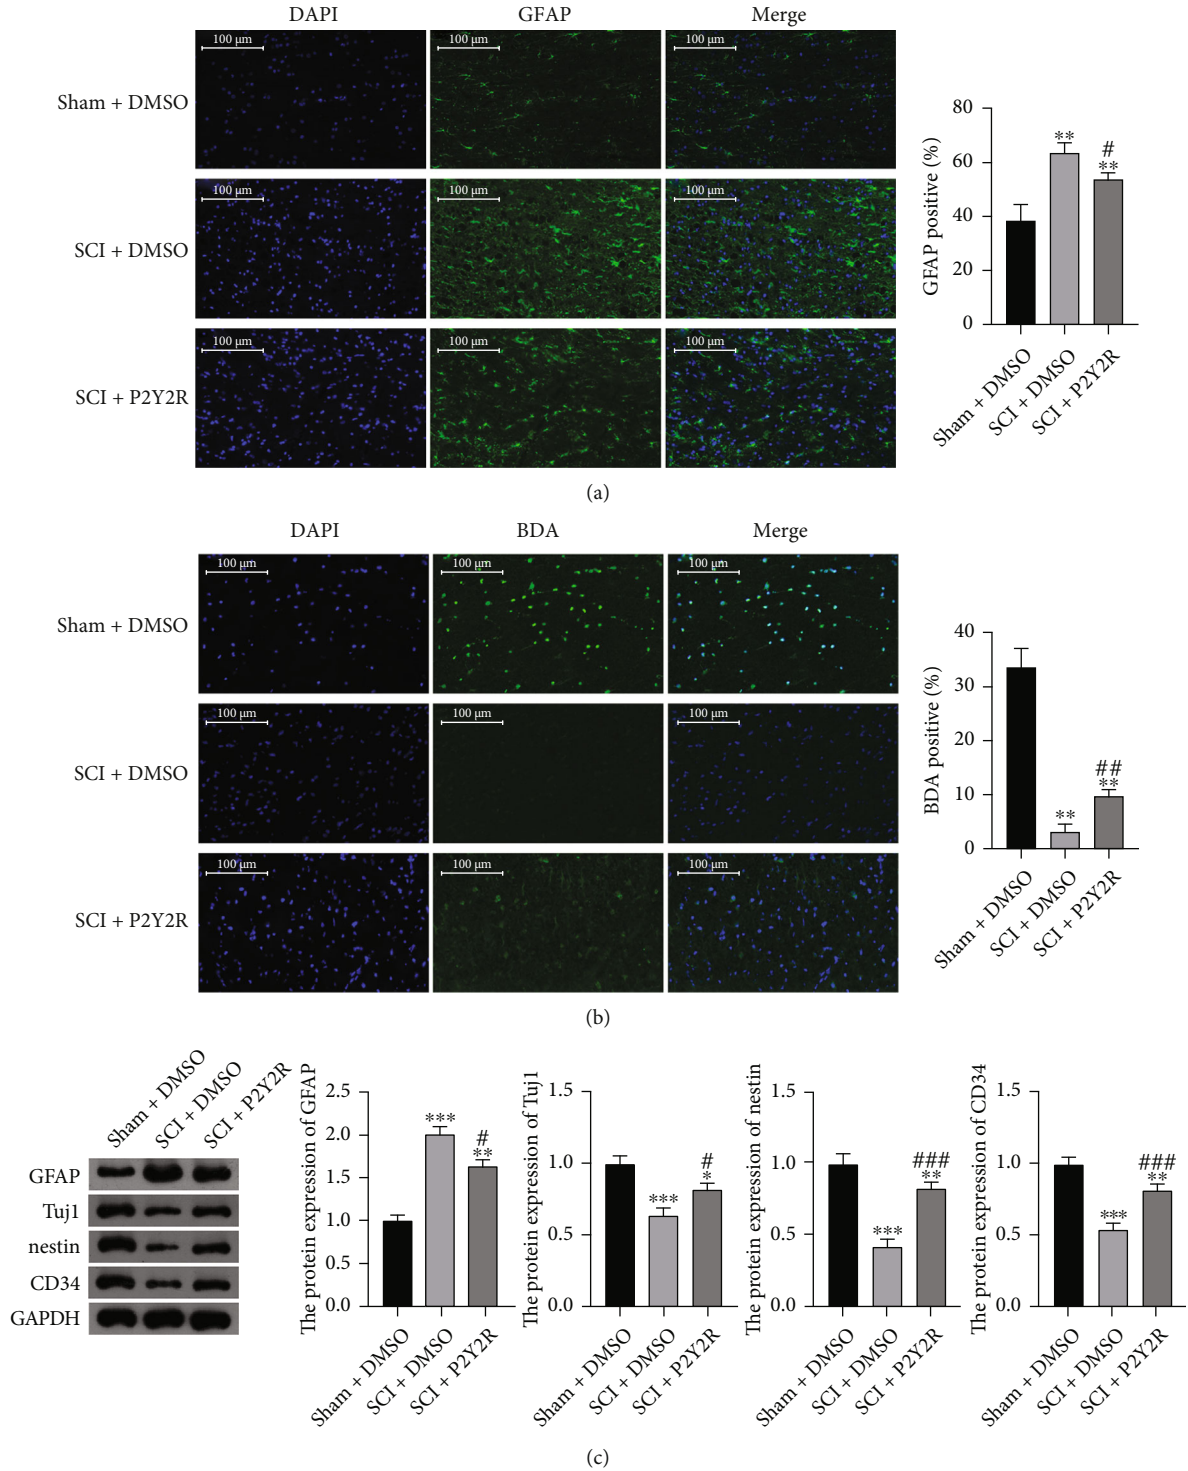 DAPI GFAP Merge
Sham + DMSO
100 µm 100 µm 100 µm
SCI + DMSO
100 µm 100 µm 100 µm
SCI + P2Y2R
100 µm 100 µm 100 µm
GFAP positive (%)
80
60
40
20
0
**
#
**
Sham + DMSO
SCI + DMSO
SCI + P2Y2R
(a)
DAPI BDA Merge
Sham + DMSO
100 µm 100 µm 100 µm
SCI + DMSO
100 µm 100 µm 100 µm
SCI + P2Y2R
100 µm 100 µm 100 µm
BDA positive (%)
40
30
20
10
0
**
##
**
Sham + DMSO
SCI + DMSO
SCI + P2Y2R
(b)
Sham + DMSO
SCI + DMSO
SCI + P2Y2R
GFAP
Tuj1
nestin
CD34
GAPDH
The protein expression of GFAP
2.5
2.0
1.5
1.0
0.5
0.0
***
#
**
Sham + DMSO
SCI + DMSO
SCI + P2Y2R
The protein expression of Tuj1
1.5
1.0
0.5
0.0
***
#
*
Sham + DMSO
SCI + DMSO
SCI + P2Y2R
The protein expression of nestin
1.5
1.0
0.5
0.0
***
###
**
Sham + DMSO
SCI + DMSO
SCI + P2Y2R
The protein expression of CD34
1.5
1.0
0.5
0.0
***
###
**
Sham + DMSO
SCI + DMSO
SCI + P2Y2R
(c)